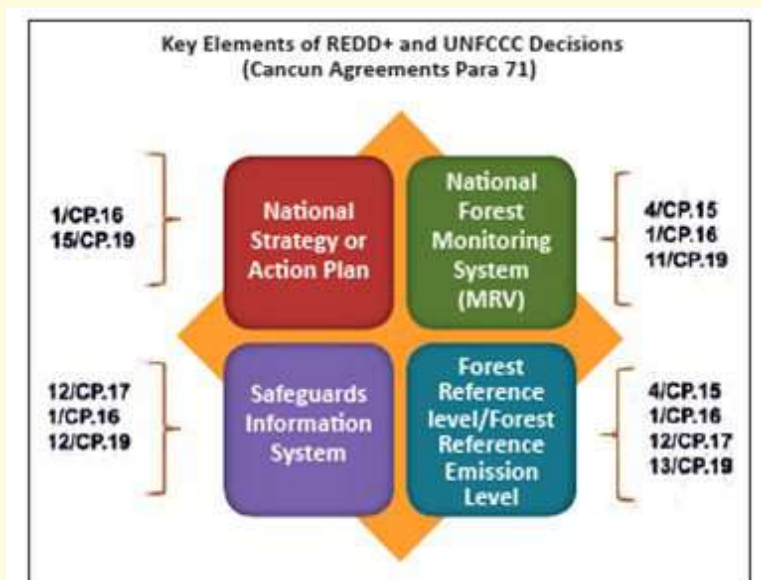 Key Elements of REDD+ and UNFCCC Decisions
(Cancun Agreements Para 71)
1/CP.16
15/CP.19
National
Strategy or
Action Plan
National
Forest
Monitoring
System
(MRV)
4/CP.15
1/CP.16
11/CP.19
12/CP.17
1/CP.16
12/CP.19
Safeguards
Information
System
Forest
Reference
level/Forest
Reference
Emission
Level
4/CP.15
1/CP.16
12/CP.17
13/CP.19